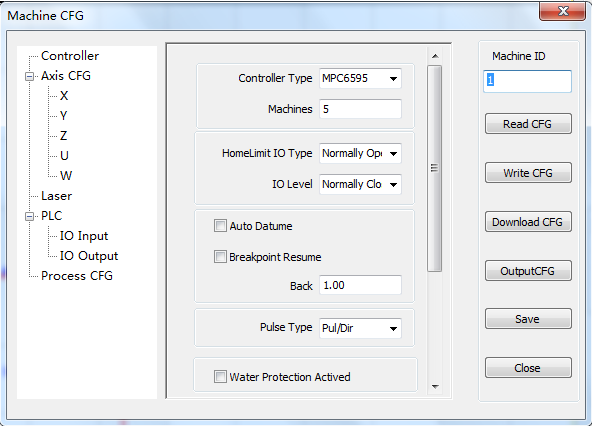 Machine CFG
Controller
Axis CFG
X
Y
Z
U
W
Laser
PLC
IO Input
IO Output
Process CFG
Controller Type MPC6595
Machines 5
HomeLimit IO Type Normally Ope
IO Level Normally Clo
Auto Datume
Breakpoint Resume
Back 1.00
Pulse Type Pul/Dir
Water Protection Actived
Machine ID
1
Read CFG
Write CFG
Download CFG
OutputCFG
Save
Close